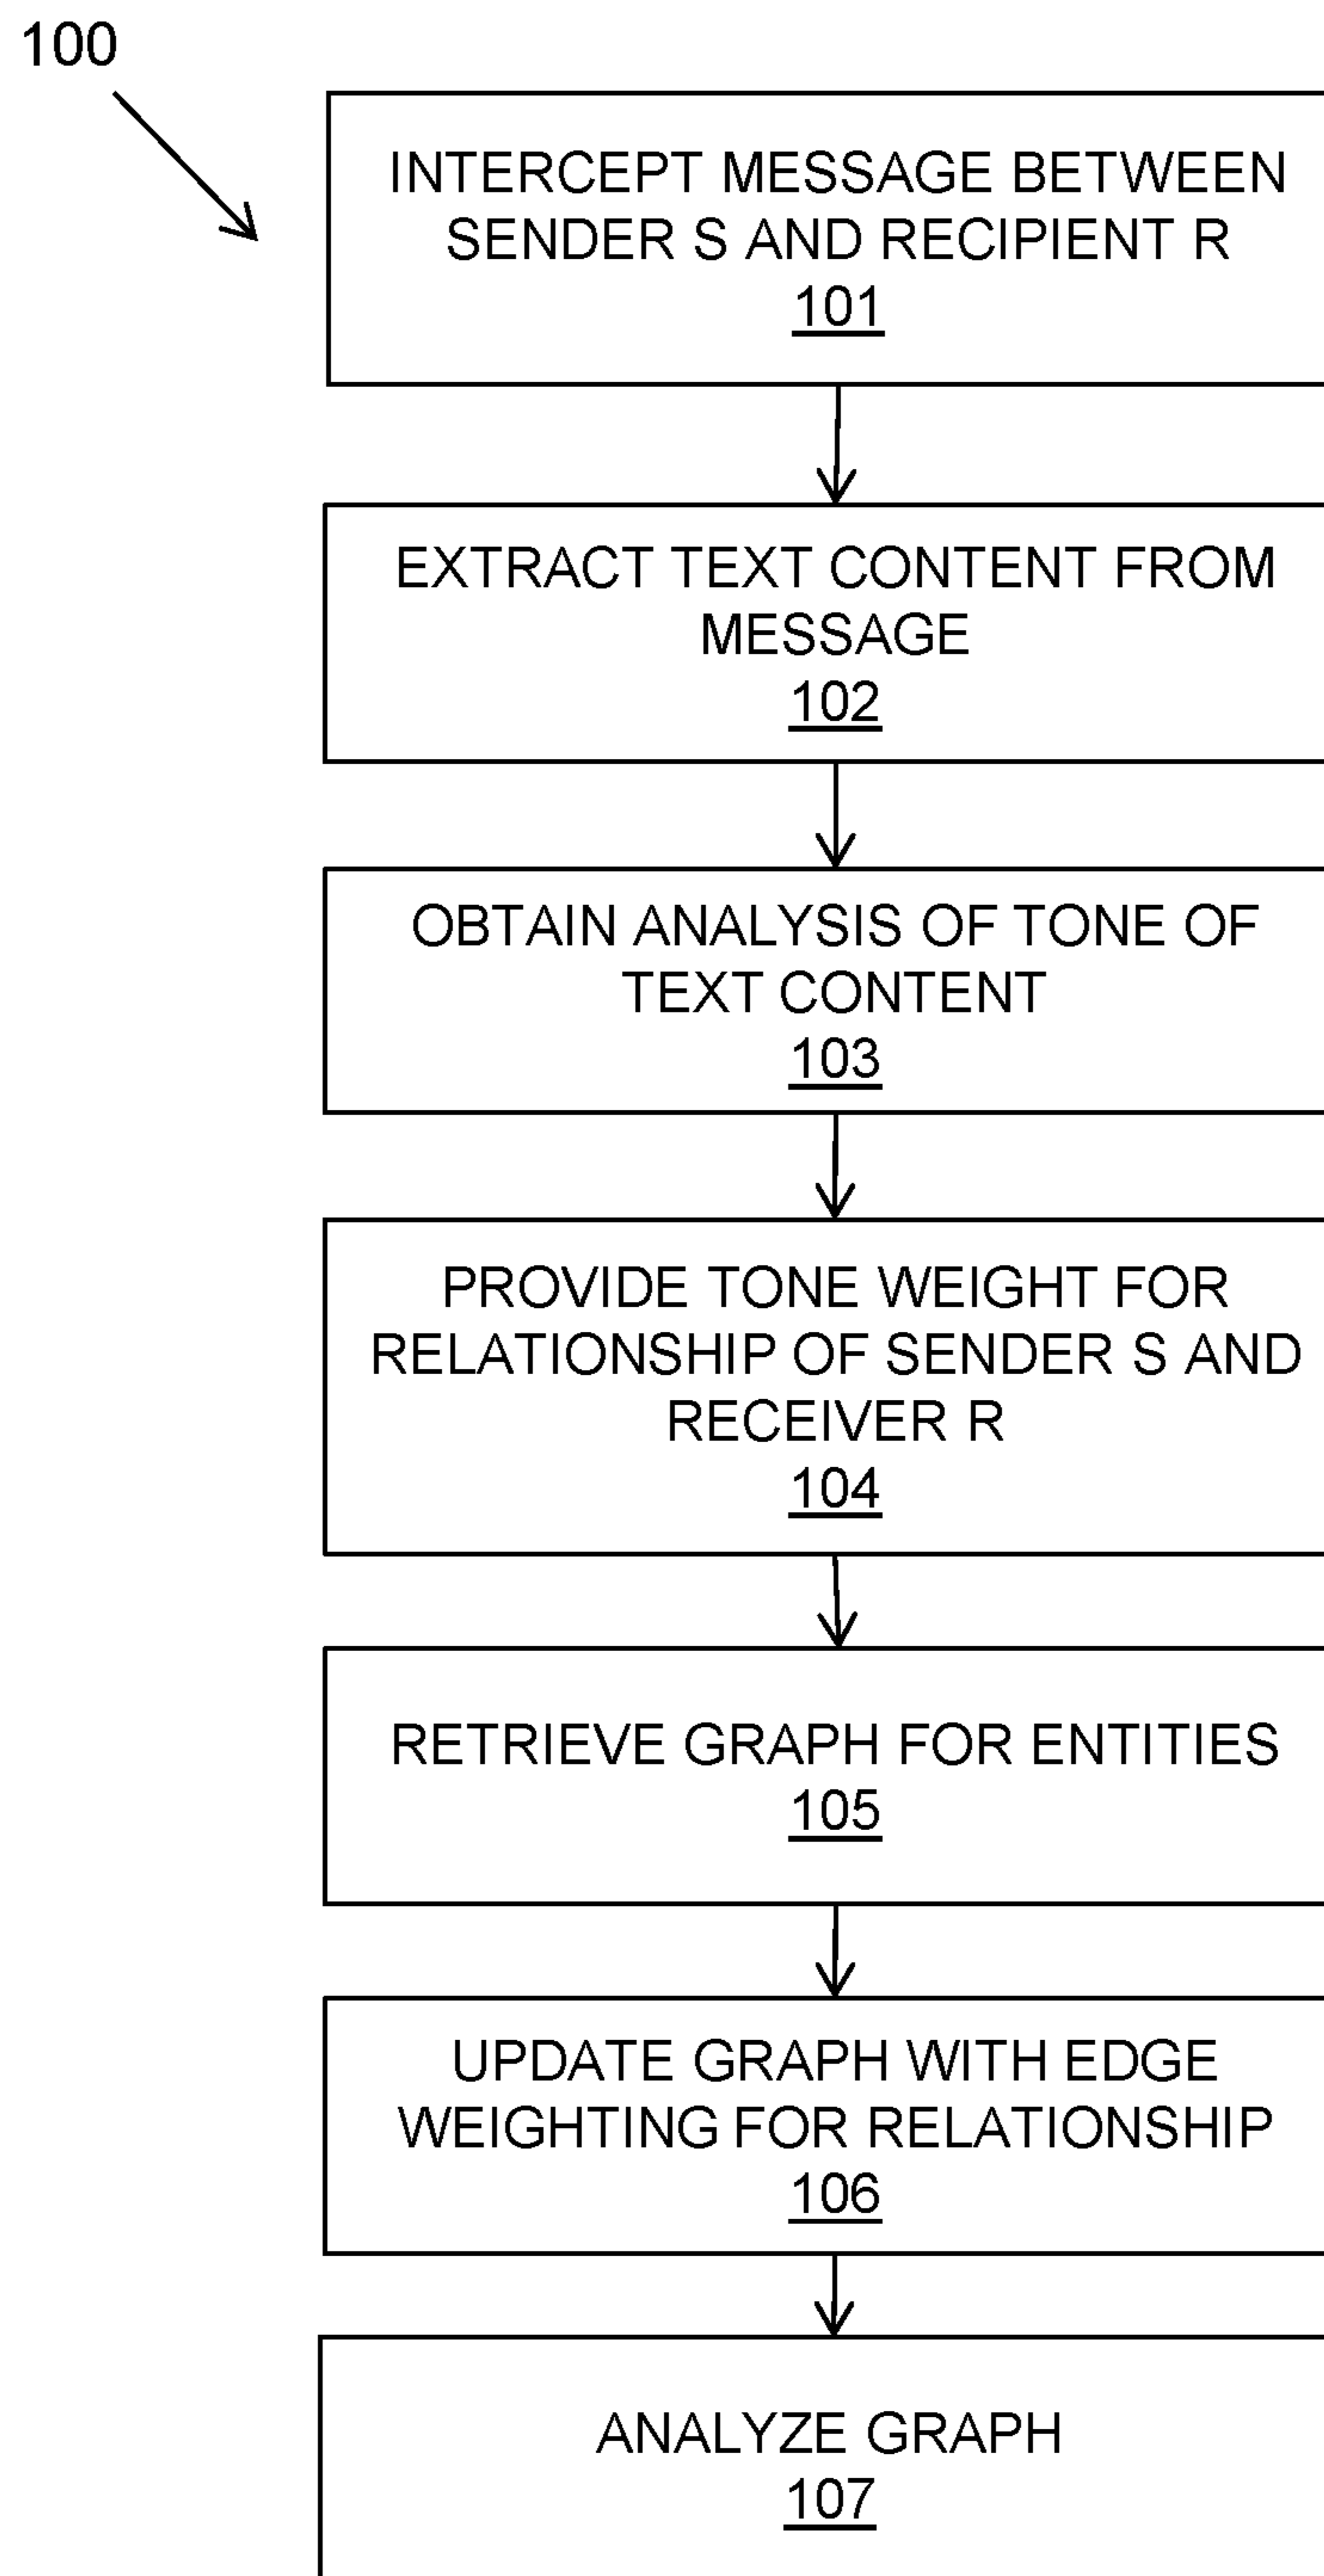 100
INTERCEPT MESSAGE BETWEEN
SENDER S AND RECIPIENT R
101
EXTRACT TEXT CONTENT FROM
MESSAGE
102
OBTAIN ANALYSIS OF TONE OF
TEXT CONTENT
103
PROVIDE TONE WEIGHT FOR
RELATIONSHIP OF SENDER S AND
RECEIVER R
104
RETRIEVE GRAPH FOR ENTITIES
105
UPDATE GRAPH WITH EDGE
WEIGHTING FOR RELATIONSHIP
106
ANALYZE GRAPH
107